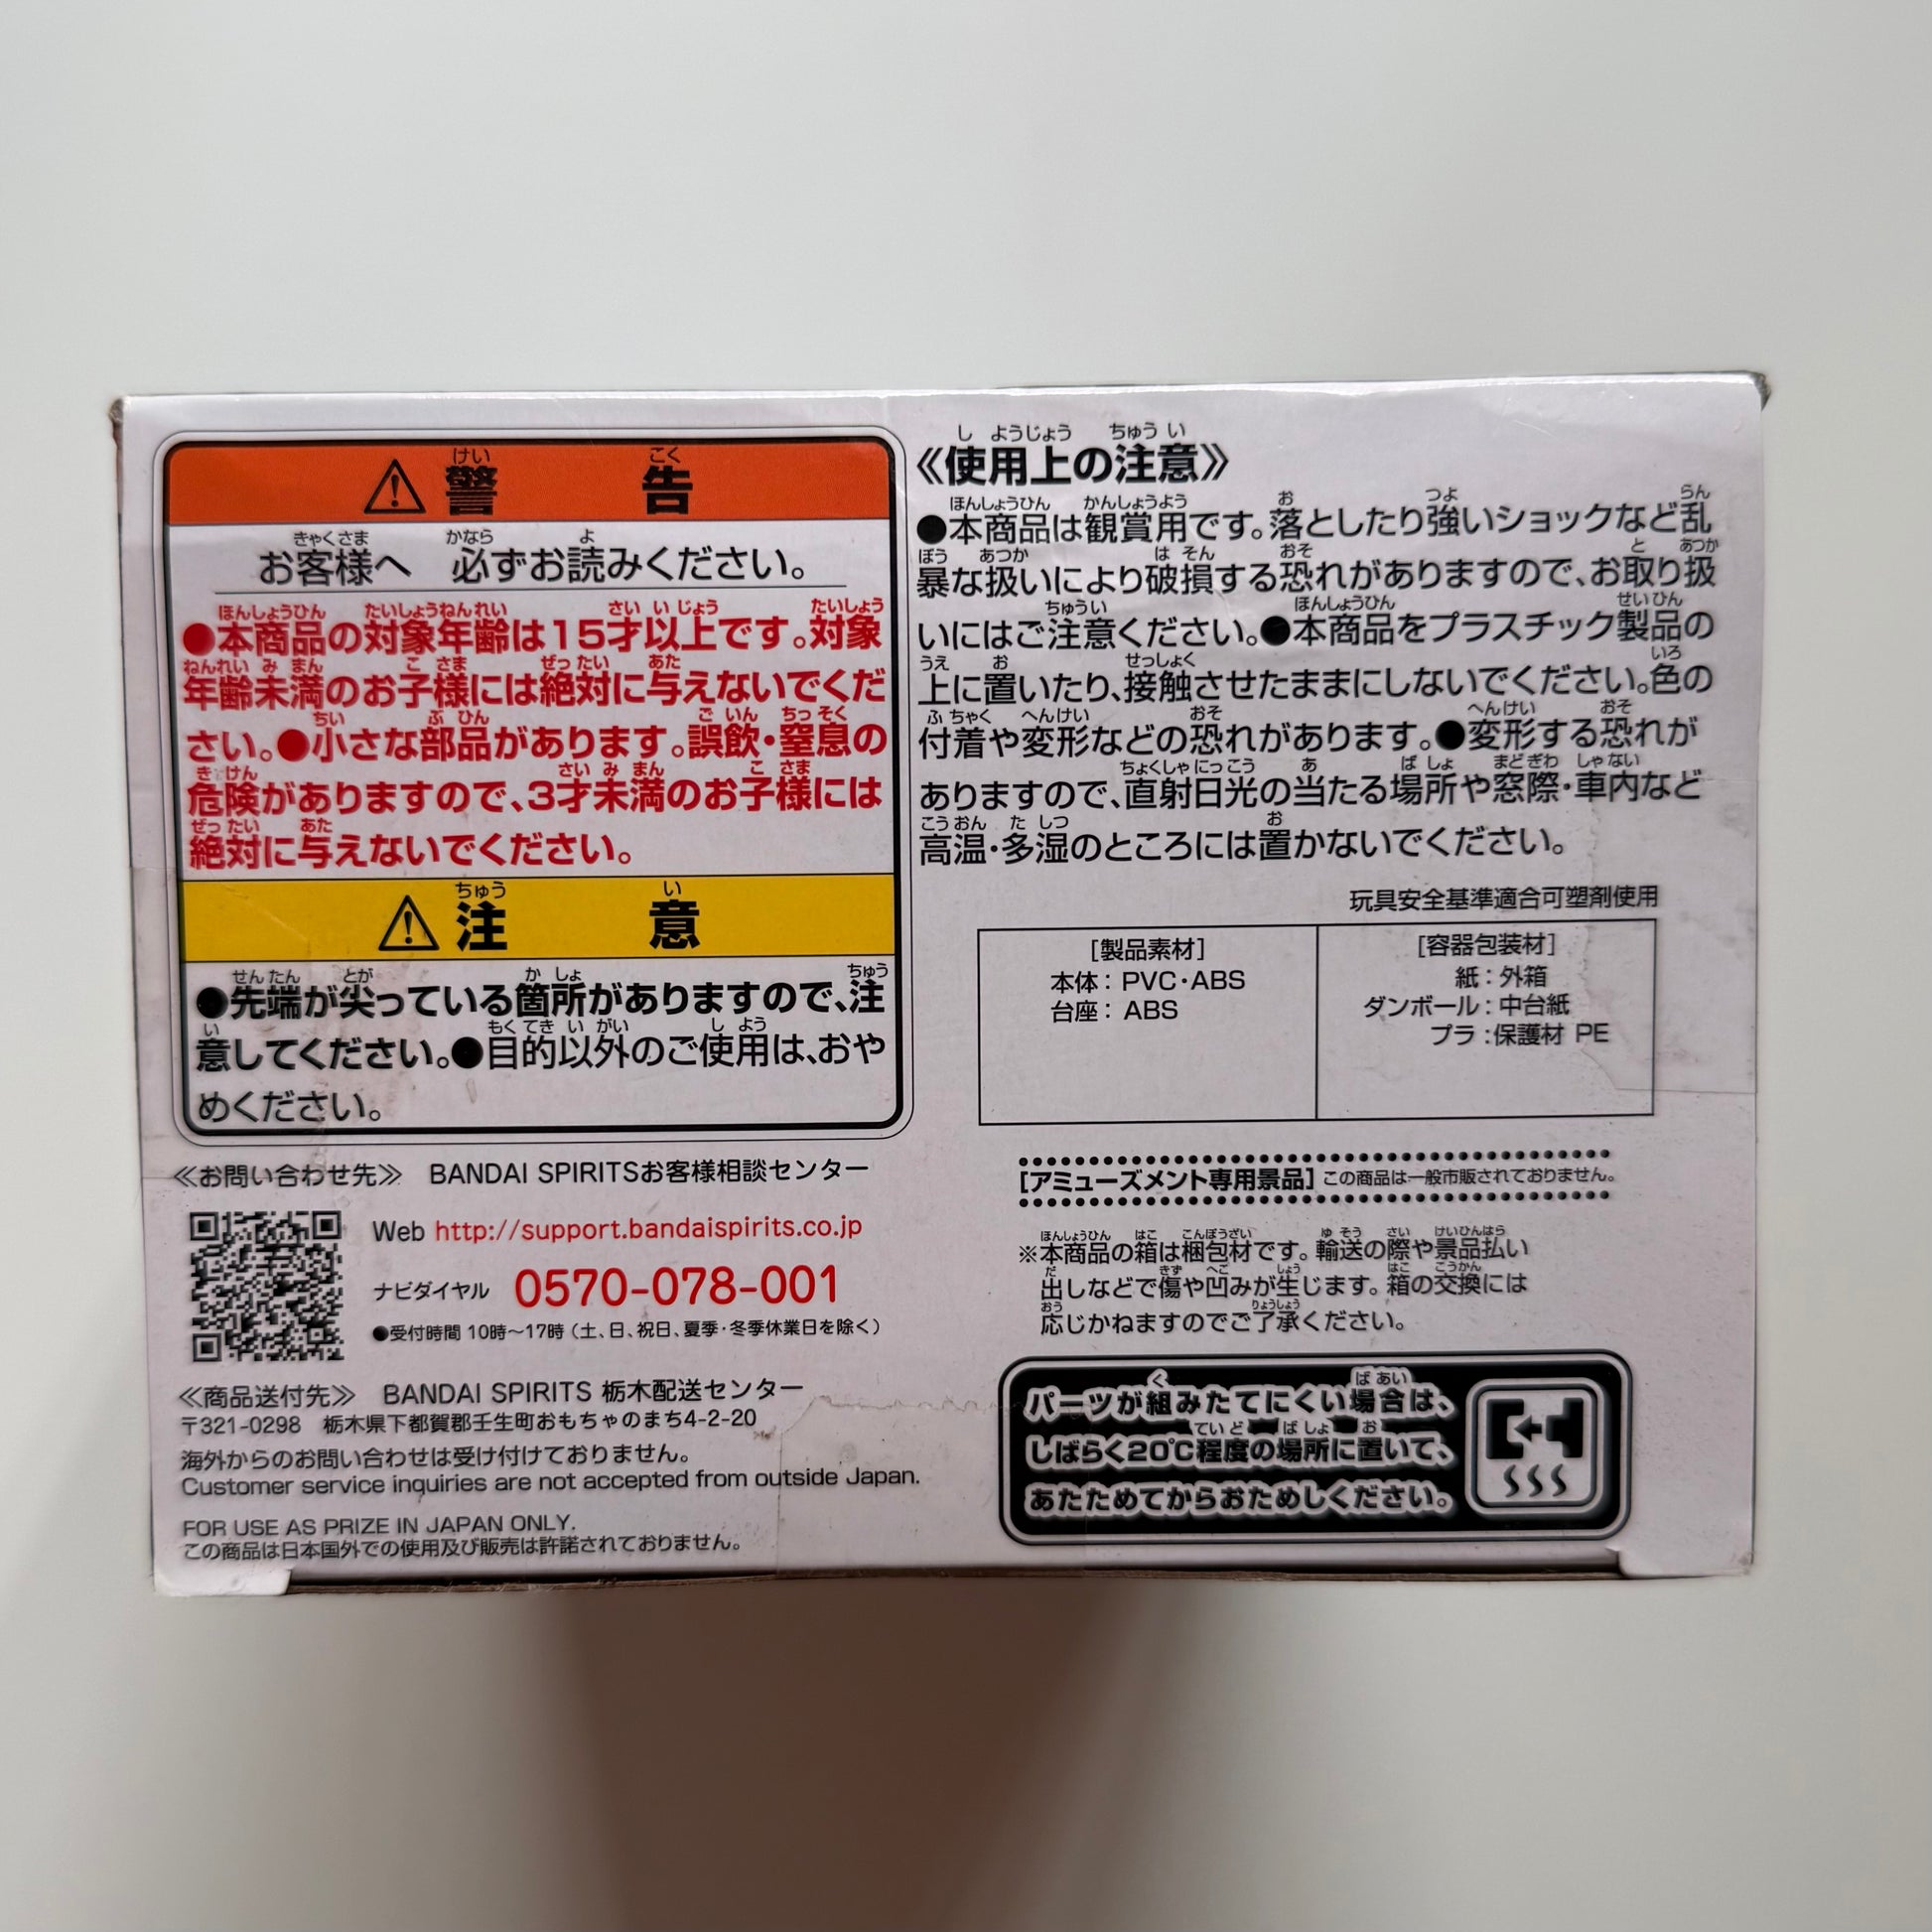 ⚠警告
お客様へ 必ずお読みください。
●本商品の対象年齢は15才以上です。対象
年齢未満のお子様には絶対に与えないでくだ
さい。●小さな部品があります。誤飲・窒息の
危険がありますので、3才未満のお子様には
絶対に与えないでください。
⚠注意
●先端が尖っている箇所がありますので、注
意してください。●目的以外のご使用は、おや
めください。
≪お問い合わせ先≫ BANDAI SPIRITSお客様相談センター
Web http://support.bandaispirits.co.jp
ナビダイヤル 0570-078-001
●受付時間 10時～17時（土、日、祝日、夏季・冬季休業日を除く）
≪商品送付先≫ BANDAI SPIRITS 栃木配送センター
〒321-0298 栃木県下都賀郡壬生町おもちゃのまち4-2-20
海外からのお問い合わせは受け付けておりません。
Customer service inquiries are not accepted from outside Japan.
FOR USE AS PRIZE IN JAPAN ONLY.
この商品は日本国外での使用及び販売は許諾されておりません。
《使用上の注意》
●本商品は観賞用です。落としたり強いショックなど乱
暴な扱いにより破損する恐れがありますので、お取り扱
いにはご注意ください。●本商品をプラスチック製品の
上に置いたり、接触させたままにしないでください。色の
付着や変形などの恐れがあります。●変形する恐れが
ありますので、直射日光の当たる場所や窓際・車内など
高温・多湿のところには置かないでください。
玩具安全基準適合可塑剤使用
［製品素材］
本体：PVC・ABS
台座：ABS
［容器包装材］
紙：外箱
ダンボール：中台紙
プラ：保護材 PE
［アミューズメント専用景品］この商品は一般市販されておりません。
※本商品の箱は梱包材です。輸送の際や景品払い
出しなどで傷や凹みが生じます。箱の交換には
応じかねますのでご了承ください。
パーツが組みたてにくい場合は、
しばらく20℃程度の場所に置いて、
あたためてからおためしください。